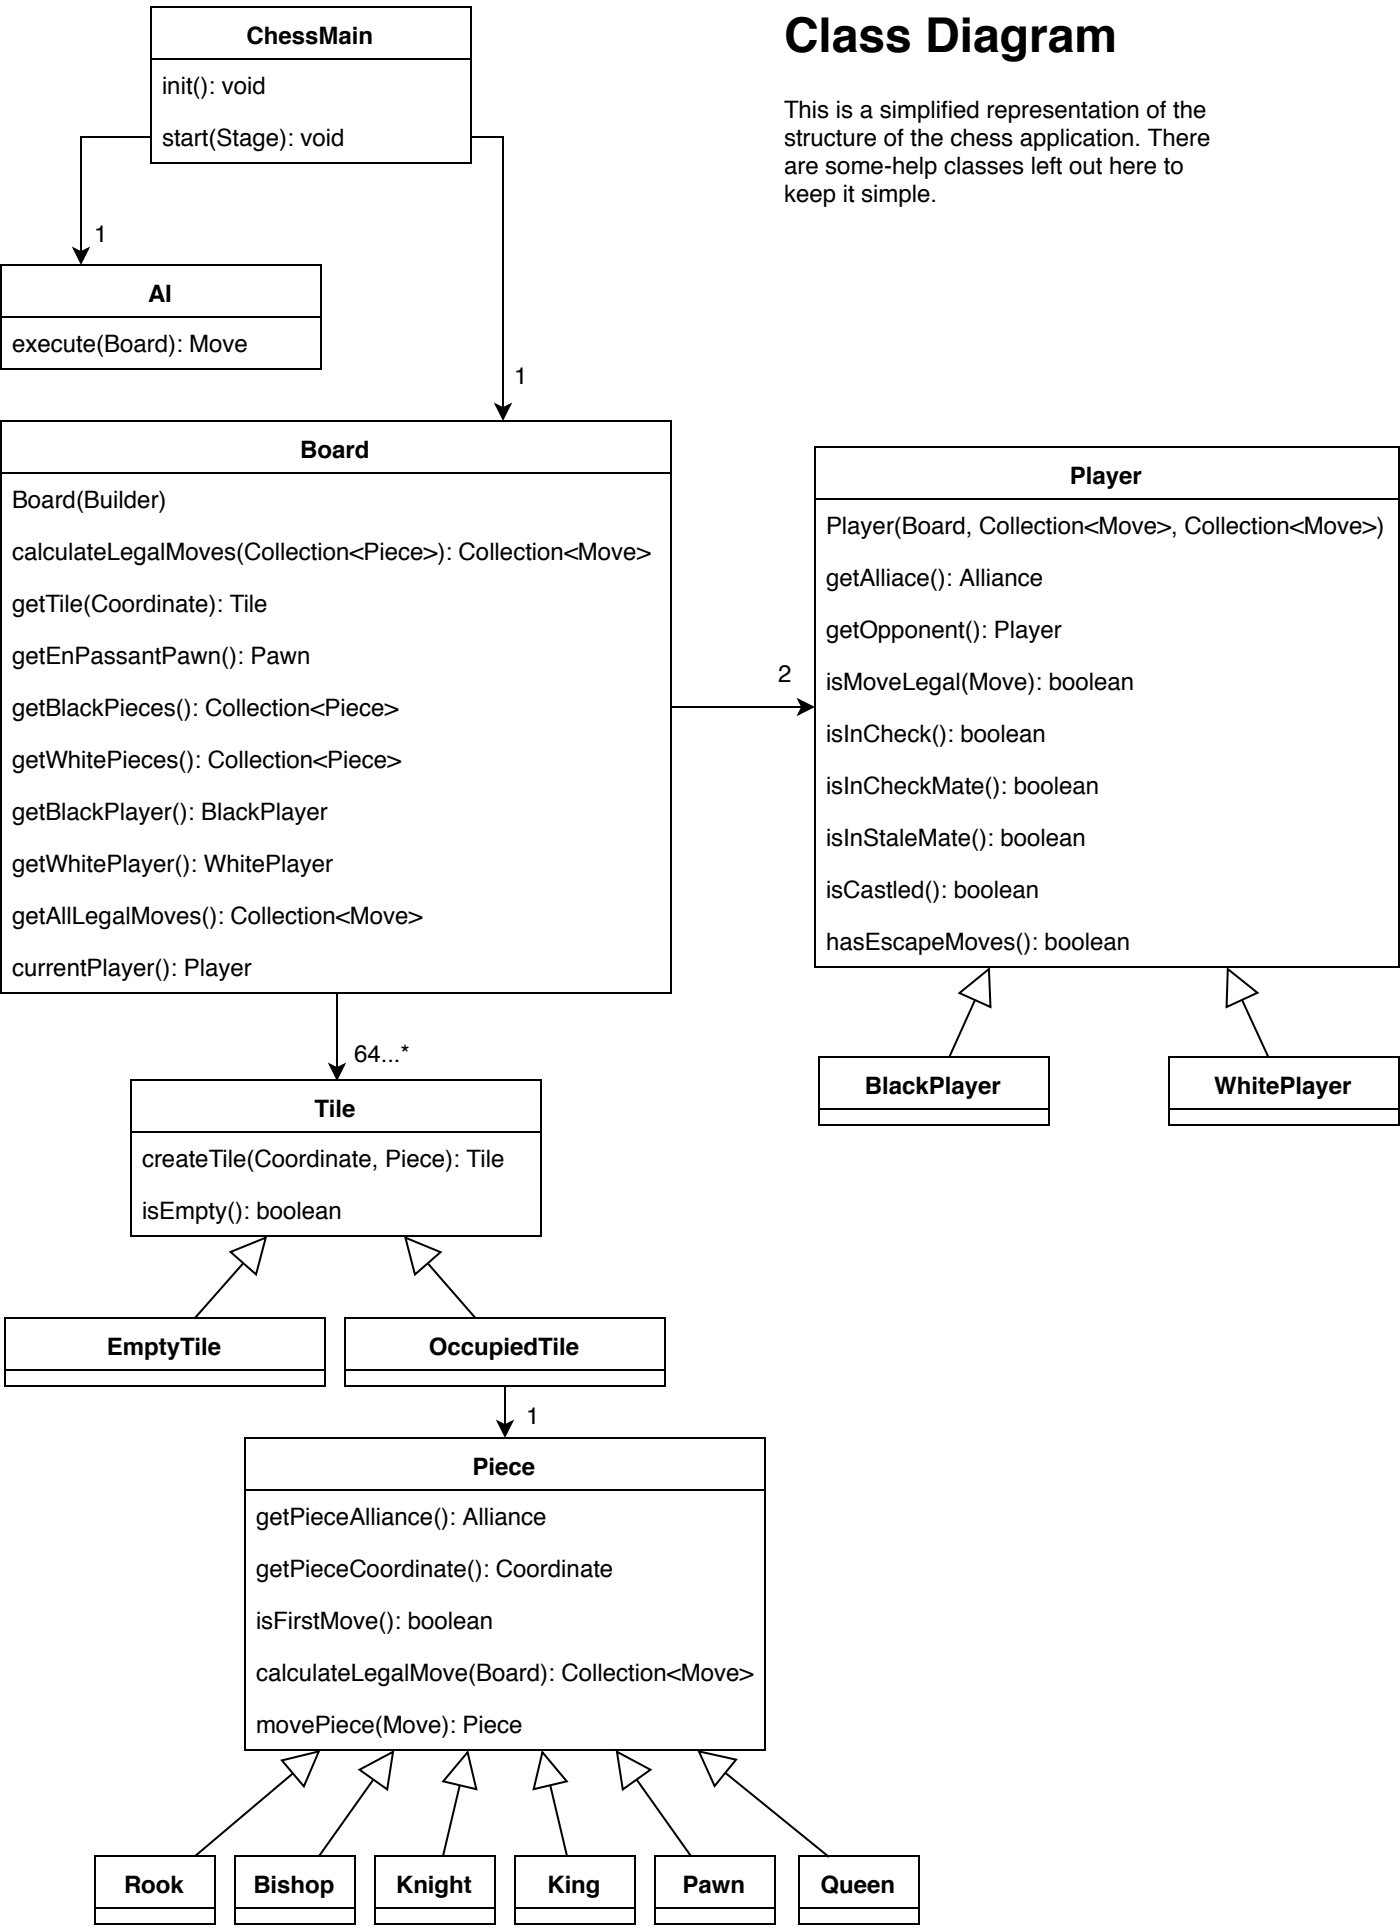 Class Diagram
This is a simplified representation of the
structure of the chess application. There
are some-help classes left out here to
keep it simple.
ChessMain
init(): void
start(Stage): void
1
1
AI
execute(Board): Move
Board
Board(Builder)
calculateLegalMoves(Collection<Piece>): Collection<Move>
getTile(Coordinate): Tile
getEnPassantPawn(): Pawn
getBlackPieces(): Collection<Piece>
getWhitePieces(): Collection<Piece>
getBlackPlayer(): BlackPlayer
getWhitePlayer(): WhitePlayer
getAllLegalMoves(): Collection<Move>
currentPlayer(): Player
2
Player
Player(Board, Collection<Move>, Collection<Move>)
getAlliace(): Alliance
getOpponent(): Player
isMoveLegal(Move): boolean
isInCheck(): boolean
isInCheckMate(): boolean
isInStaleMate(): boolean
isCastled(): boolean
hasEscapeMoves(): boolean
BlackPlayer
WhitePlayer
64...*
Tile
createTile(Coordinate, Piece): Tile
isEmpty(): boolean
EmptyTile
OccupiedTile
1
Piece
getPieceAlliance(): Alliance
getPieceCoordinate(): Coordinate
isFirstMove(): boolean
calculateLegalMove(Board): Collection<Move>
movePiece(Move): Piece
Rook
Bishop
Knight
King
Pawn
Queen